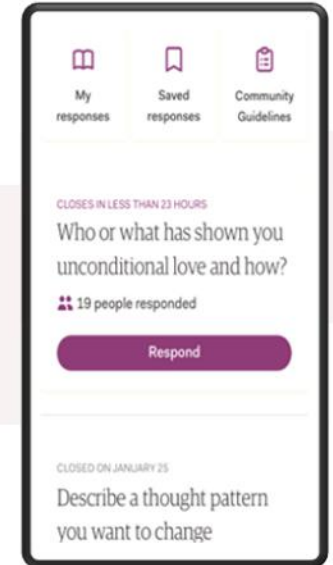 My
responses
Saved
responses
Community
Guidelines
CLOSES IN LESS THAN 23 HOURS
Who or what has shown you
unconditional love and how?
19 people responded
Respond
CLOSED ON JANUARY 25
Describe a thought pattern
you want to change